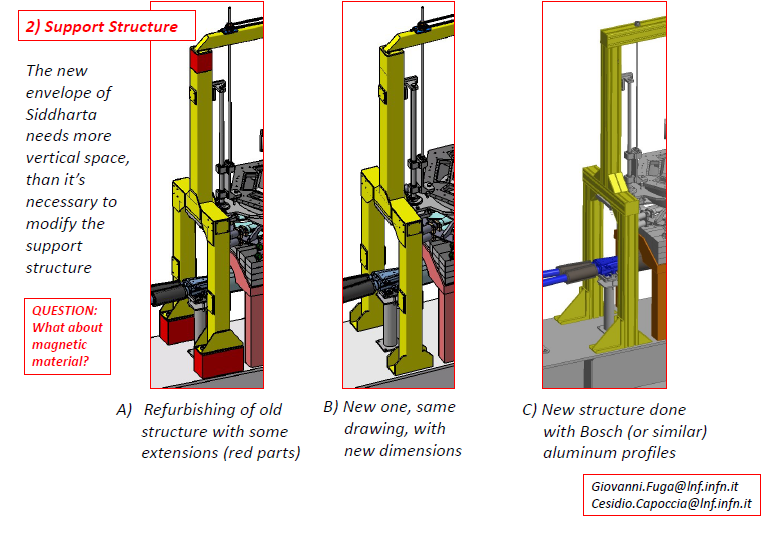 2) Support Structure
The new
envelope of
Siddharta
needs more
vertical space,
than it’s
necessary to
modify the
support
structure
QUESTION:
What about
magnetic
material?
A) Refurbishing of old
structure with some
extensions (red parts)
B) New one, same
drawing, with
new dimensions
C) New structure done
with Bosch (or similar)
aluminum profiles
Giovanni.Fuga@lnf.infn.it
Cesidio.Capoccia@lnf.infn.it